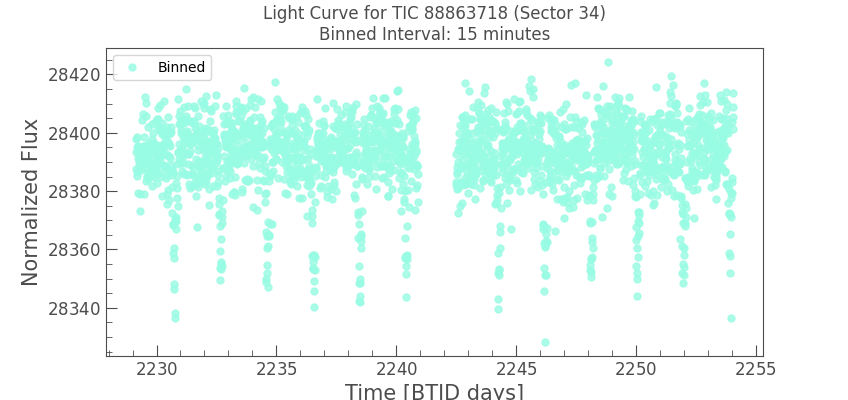 Light Curve for TIC 88863718 (Sector 34)
Binned Interval: 15 minutes
Binned
Normalized Flux
28420
28400
28380
28360
28340
2230
2235
2240
2245
2250
2255
Time [BTJD days]